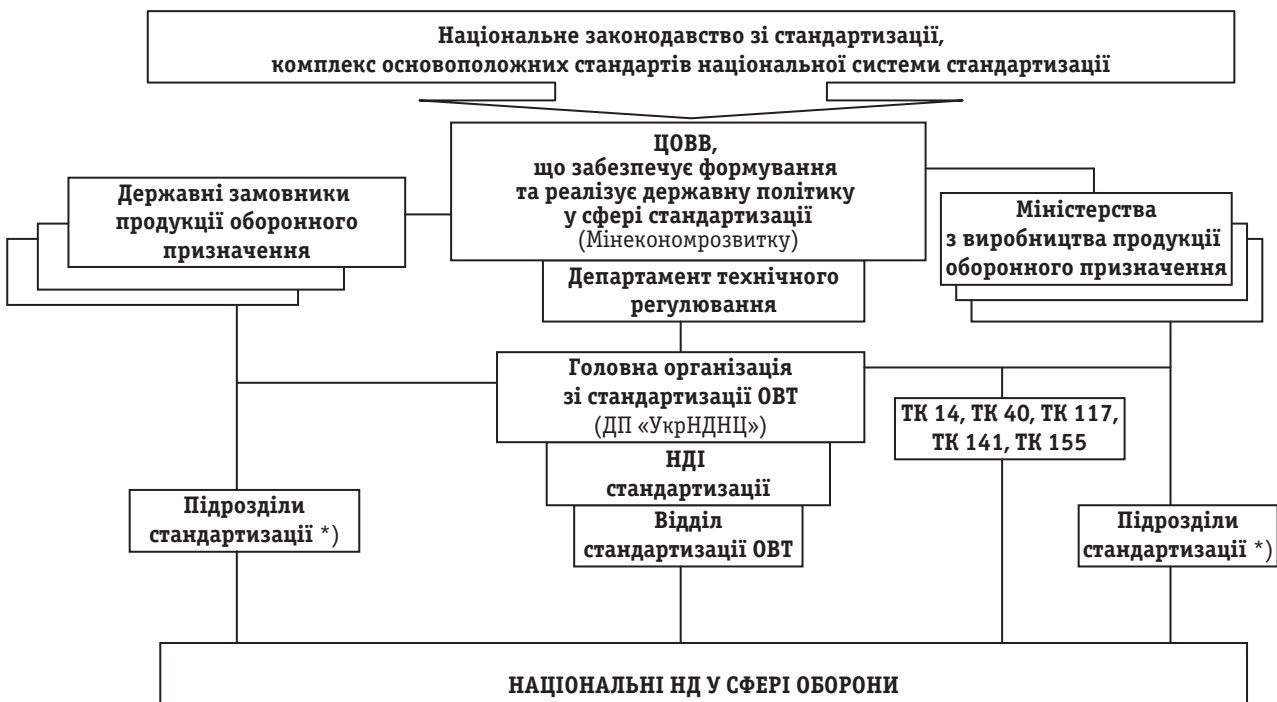 Національне законодавство зі стандартизації,
комплекс основоположних стандартів національної системи стандартизації
ЦОВВ,
що забезпечує формування
та реалізує державну політику
у сфері стандартизації
(Мінекономрозвитку)
Державні замовники
продукції оборонного
призначення
Міністерства
з виробництва продукції
оборонного призначення
Департамент технічного
регулювання
Головна організація
зі стандартизації ОВТ
(ДП «УкрНДНЦ»)
ТК 14, ТК 40, ТК 117,
ТК 141, ТК 155
НДІ
стандартизації
Підрозділи
стандартизації *)
Відділ
стандартизації ОВТ
Підрозділи
стандартизації *)
НАЦІОНАЛЬНІ НД У СФЕРІ ОБОРОНИ